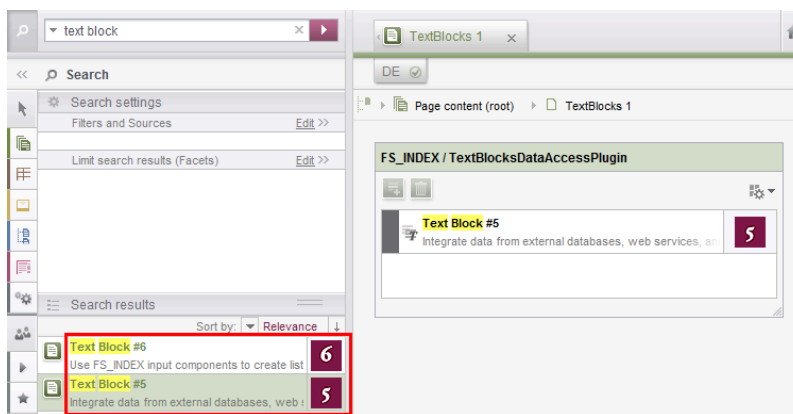 text block
Search
Search settings
Filters and Sources Edit >>
Limit search results (Facets) Edit >>
Search results
Sort by: Relevance
Text Block #6
Use FS_INDEX input components to create list
6
Text Block #5
Integrate data from external databases, web
5
TextBlocks 1
DE
Page content (root) TextBlocks 1
FS_INDEX / TextBlocksDataAccessPlugin
Text Block #5
Integrate data from external databases, web services,
5